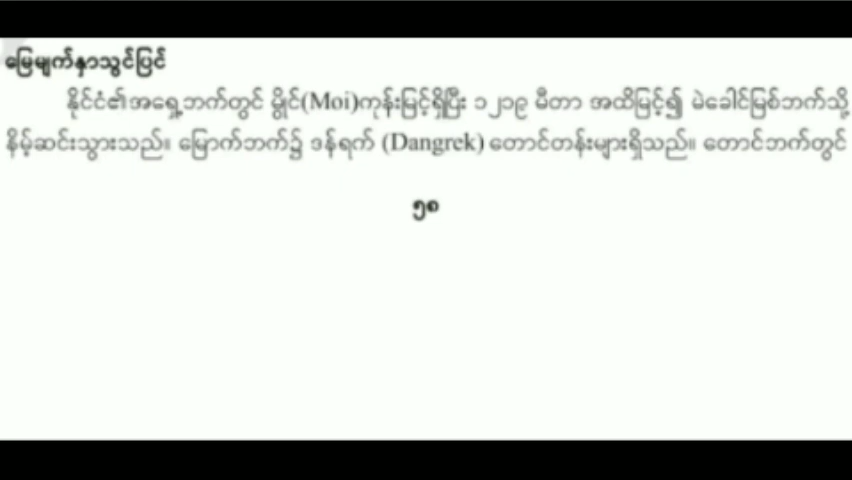 မြေမျက်နှာသွင်ပြင်
နိုင်ငံ၏အရှေ့ဘက်တွင် မွိုင်(Moi)ကုန်းမြင့်ရှိပြီး ၁၂၁၉ မီတာ အထိမြင့်၍ မဲခေါင်မြစ်ဘက်သို့
နိမ့်ဆင်းသွားသည်။ မြောက်ဘက်၌ ဒန်ရက် (Dangrek) တောင်တန်းများရှိသည်။ တောင်ဘက်တွင်
၅၈